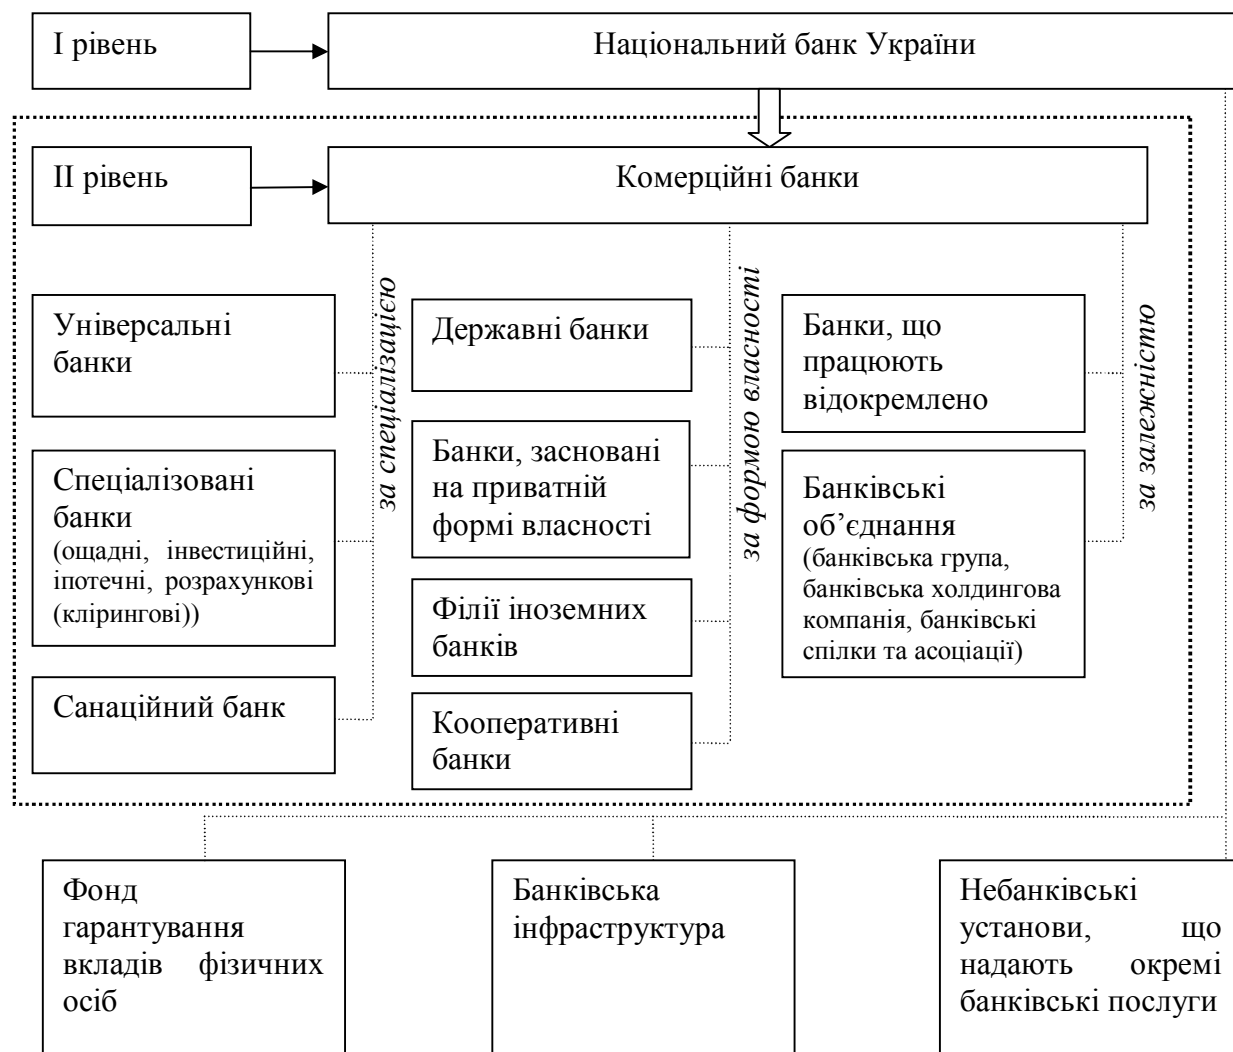 І рівень
Національний банк України
ІІ рівень
Комерційні банки
за спеціалізацією
Універсальні
банки
Спеціалізовані
банки
(ощадні, інвестиційні,
іпотечні, розрахункові
(клірингові))
Санаційний банк
за формою власності
Державні банки
Банки, засновані
на приватній
формі власності
Філії іноземних
банків
Кооперативні
банки
за залежністю
Банки, що
працюють
відокремлено
Банківські
об’єднання
(банківська група,
банківська холдингова
компанія, банківські
спілки та асоціації)
Фонд
гарантування
вкладів фізичних
осіб
Банківська
інфраструктура
Небанківські
установи, що
надають окремі
банківські послуги